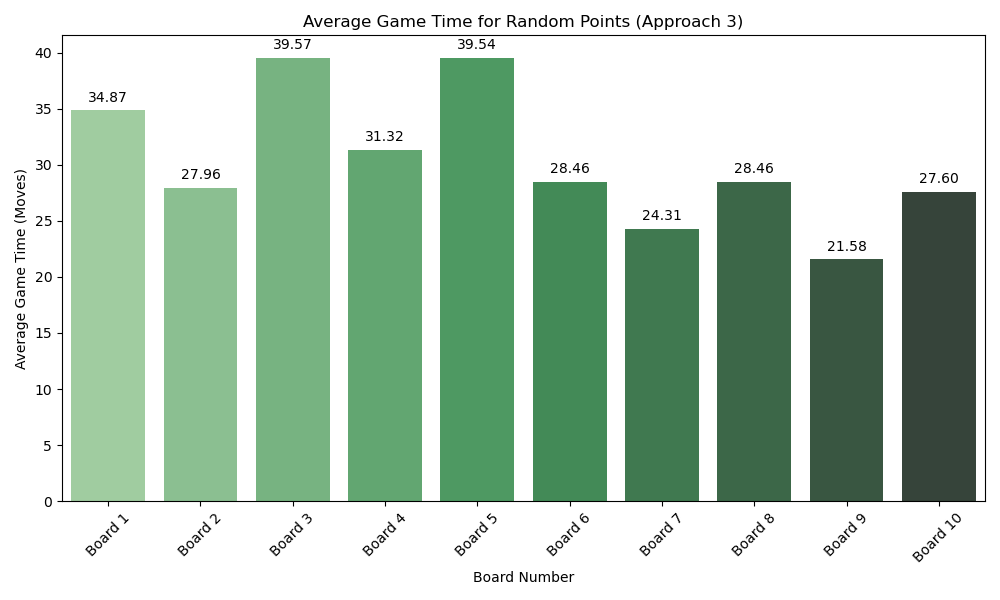 Average Game Time for Random Points (Approach 3)
Average Game Time (Moves)
40
35
30
25
20
15
10
5
0
34.87
27.96
39.57
31.32
39.54
28.46
24.31
28.46
21.58
27.60
Board 1
Board 2
Board 3
Board 4
Board 5
Board 6
Board 7
Board 8
Board 9
Board 10
Board Number